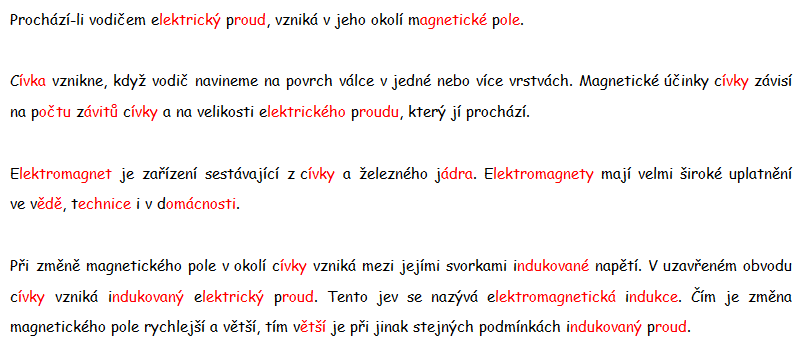 Prochází-li vodičem elektrický proud, vzniká v jeho okolí magnetické pole.
Cívka vznikne, když vodič navineme na povrch válce v jedné nebo více vrstvách. Magnetické účinky cívky závisí
na počtu závitů cívky a na velikosti elektrického proudu, který jí prochází.
Elektromagnet je zařízení sestávající z cívky a železného jádra. Elektromagnety mají velmi široké uplatnění
ve vědě, technice i v domácnosti.
Při změně magnetického pole v okolí cívky vzniká mezi jejími svorkami indukované napětí. V uzavřeném obvodu
cívky vzniká indukovaný elektrický proud. Tento jev se nazývá elektromagnetická indukce. Čím je změna
magnetického pole rychlejší a větší, tím větší je při jinak stejných podmínkách indukovaný proud.